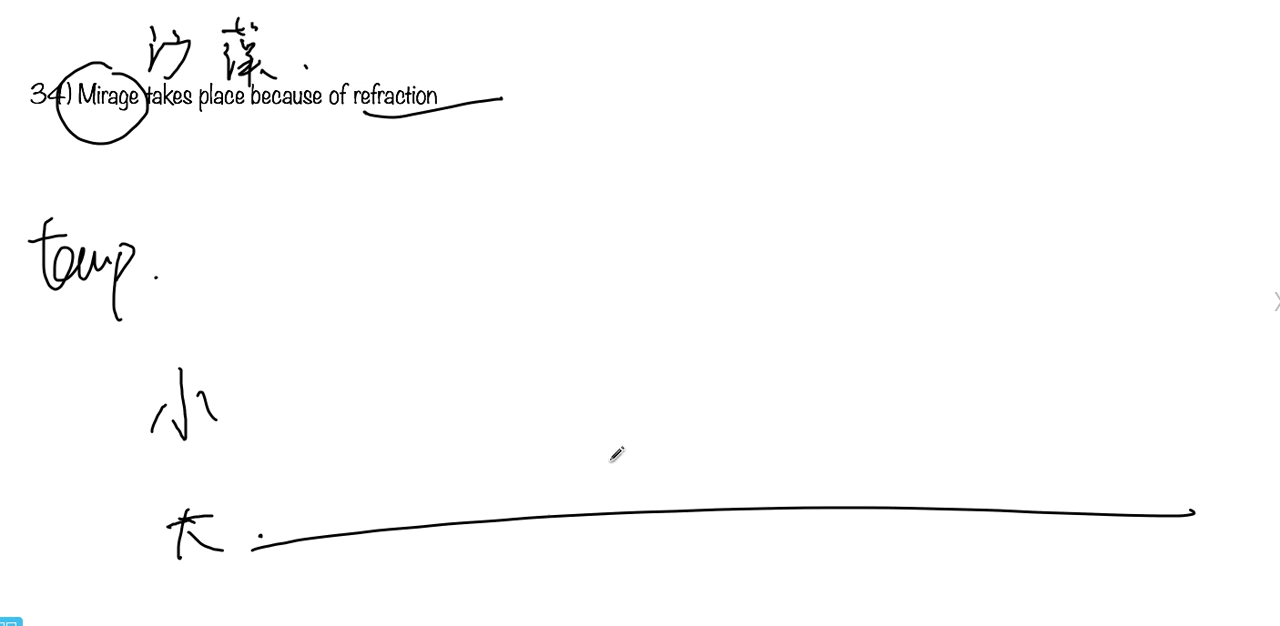 沙漠.
34) Mirage takes place because of refraction
temp.
小
大